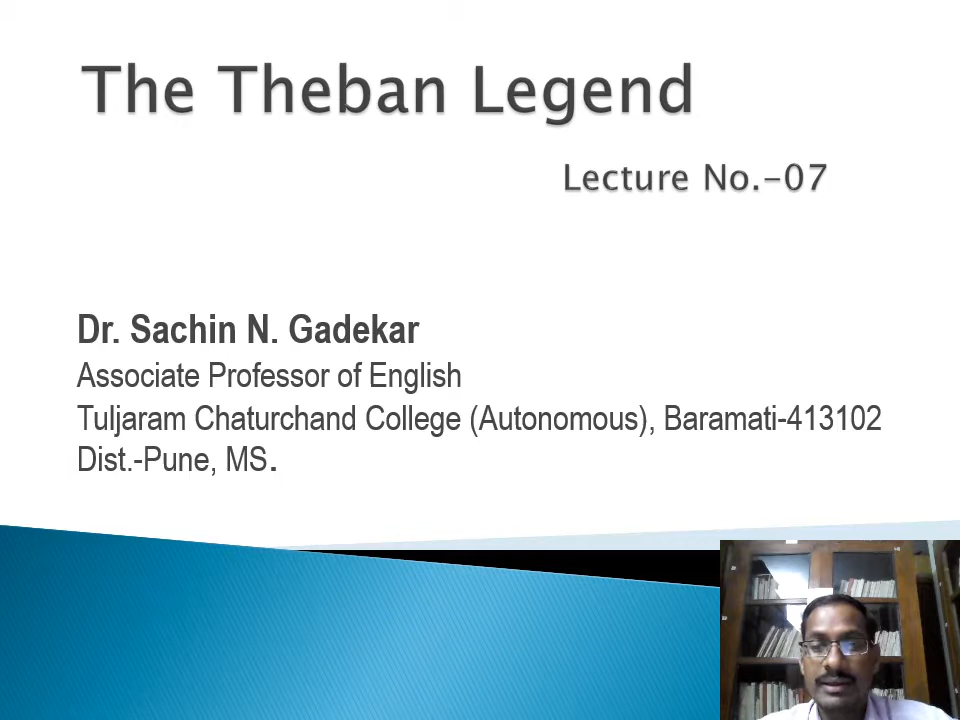 The Theban Legend
Lecture No.-07
Dr. Sachin N. Gadekar
Associate Professor of English
Tuljaram Chaturchand College (Autonomous), Baramati-413102
Dist.-Pune, MS.